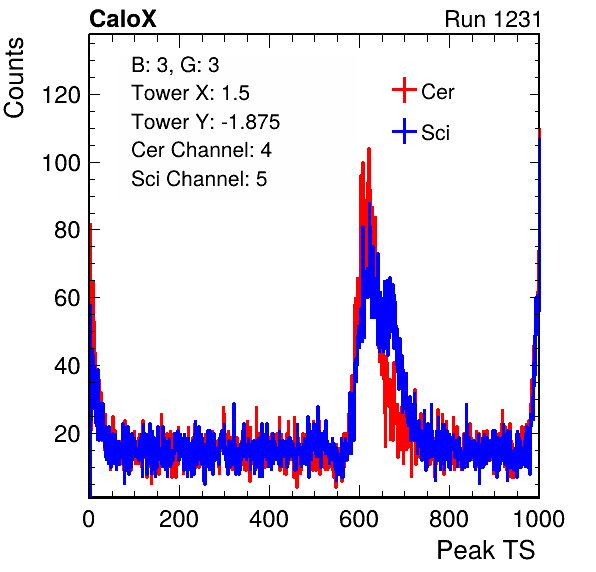 CaloX Run 1231
Counts
B: 3, G: 3
Tower X: 1.5
Tower Y: -1.875
Cer Channel: 4
Sci Channel: 5
Cer
Sci
120
100
80
60
40
20
0 200 400 600 800 1000
Peak TS